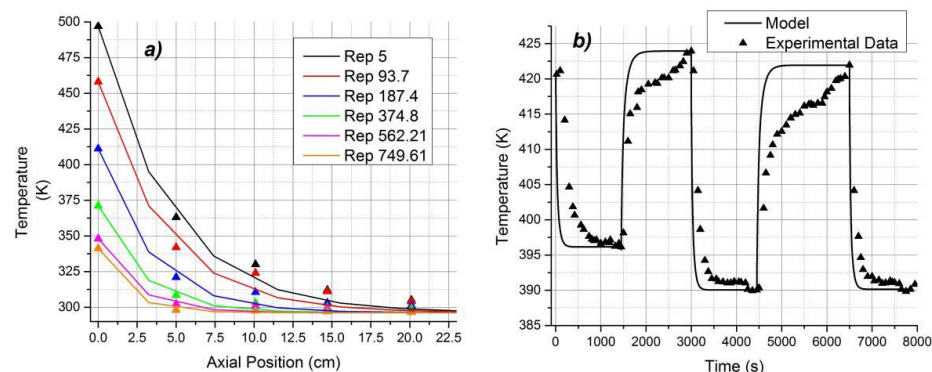 a)
Rep 5
Rep 93.7
Rep 187.4
Rep 374.8
Rep 562.21
Rep 749.61
500
475
450
425
400
375
350
325
300
Temperature
(K)
0.0 2.5 5.0 7.5 10.0 12.5 15.0 17.5 20.0 22.5
Axial Position (cm)
b)
Model
Experimental Data
425
420
415
410
405
400
395
390
385
Temperature (K)
0 1000 2000 3000 4000 5000 6000 7000 8000
Time (s)